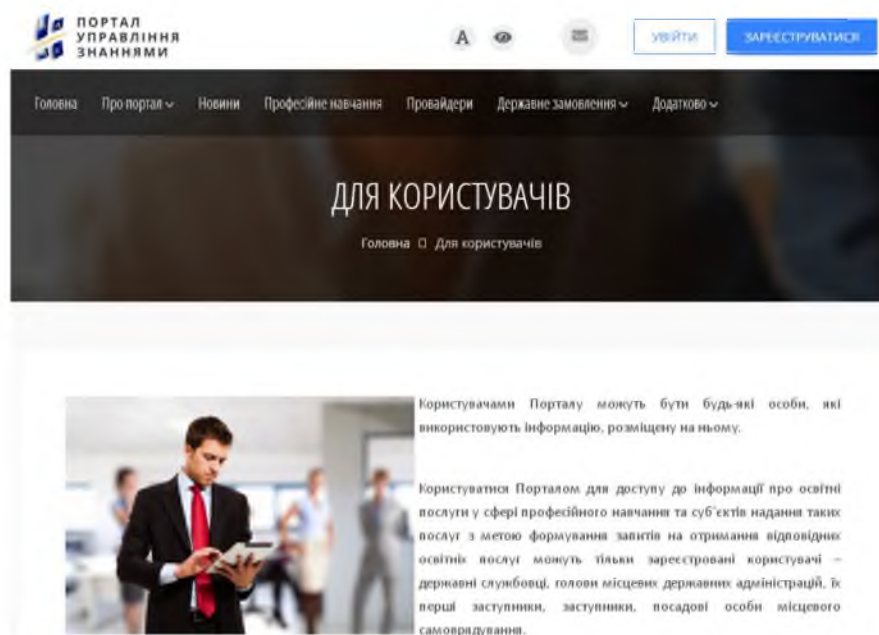 ПОРТАЛ
УПРАВЛІННЯ
ЗНАННЯМИ
A
УВІЙТИ
ЗАРЕЄСТРУВАТИСЯ
Головна
Про портал
Новини
Професійне навчання
Провайдери
Державне замовлення
Додатково
ДЛЯ КОРИСТУВАЧІВ
Головна Для користувачів
Користувачами Порталу можуть бути будь-які особи, які
використовують інформацію, розміщену на ньому.
Користуватися Порталом для доступу до інформації про освітні
послуги у сфері професійного навчання та суб'єктів надання таких
послуг з метою формування запитів на отримання відповідних
освітніх послуг можуть тільки зареєстровані користувачі –
державні службовці, голови місцевих державних адміністрацій, їх
перші заступники, заступники, посадові особи місцевого
самоврядування.